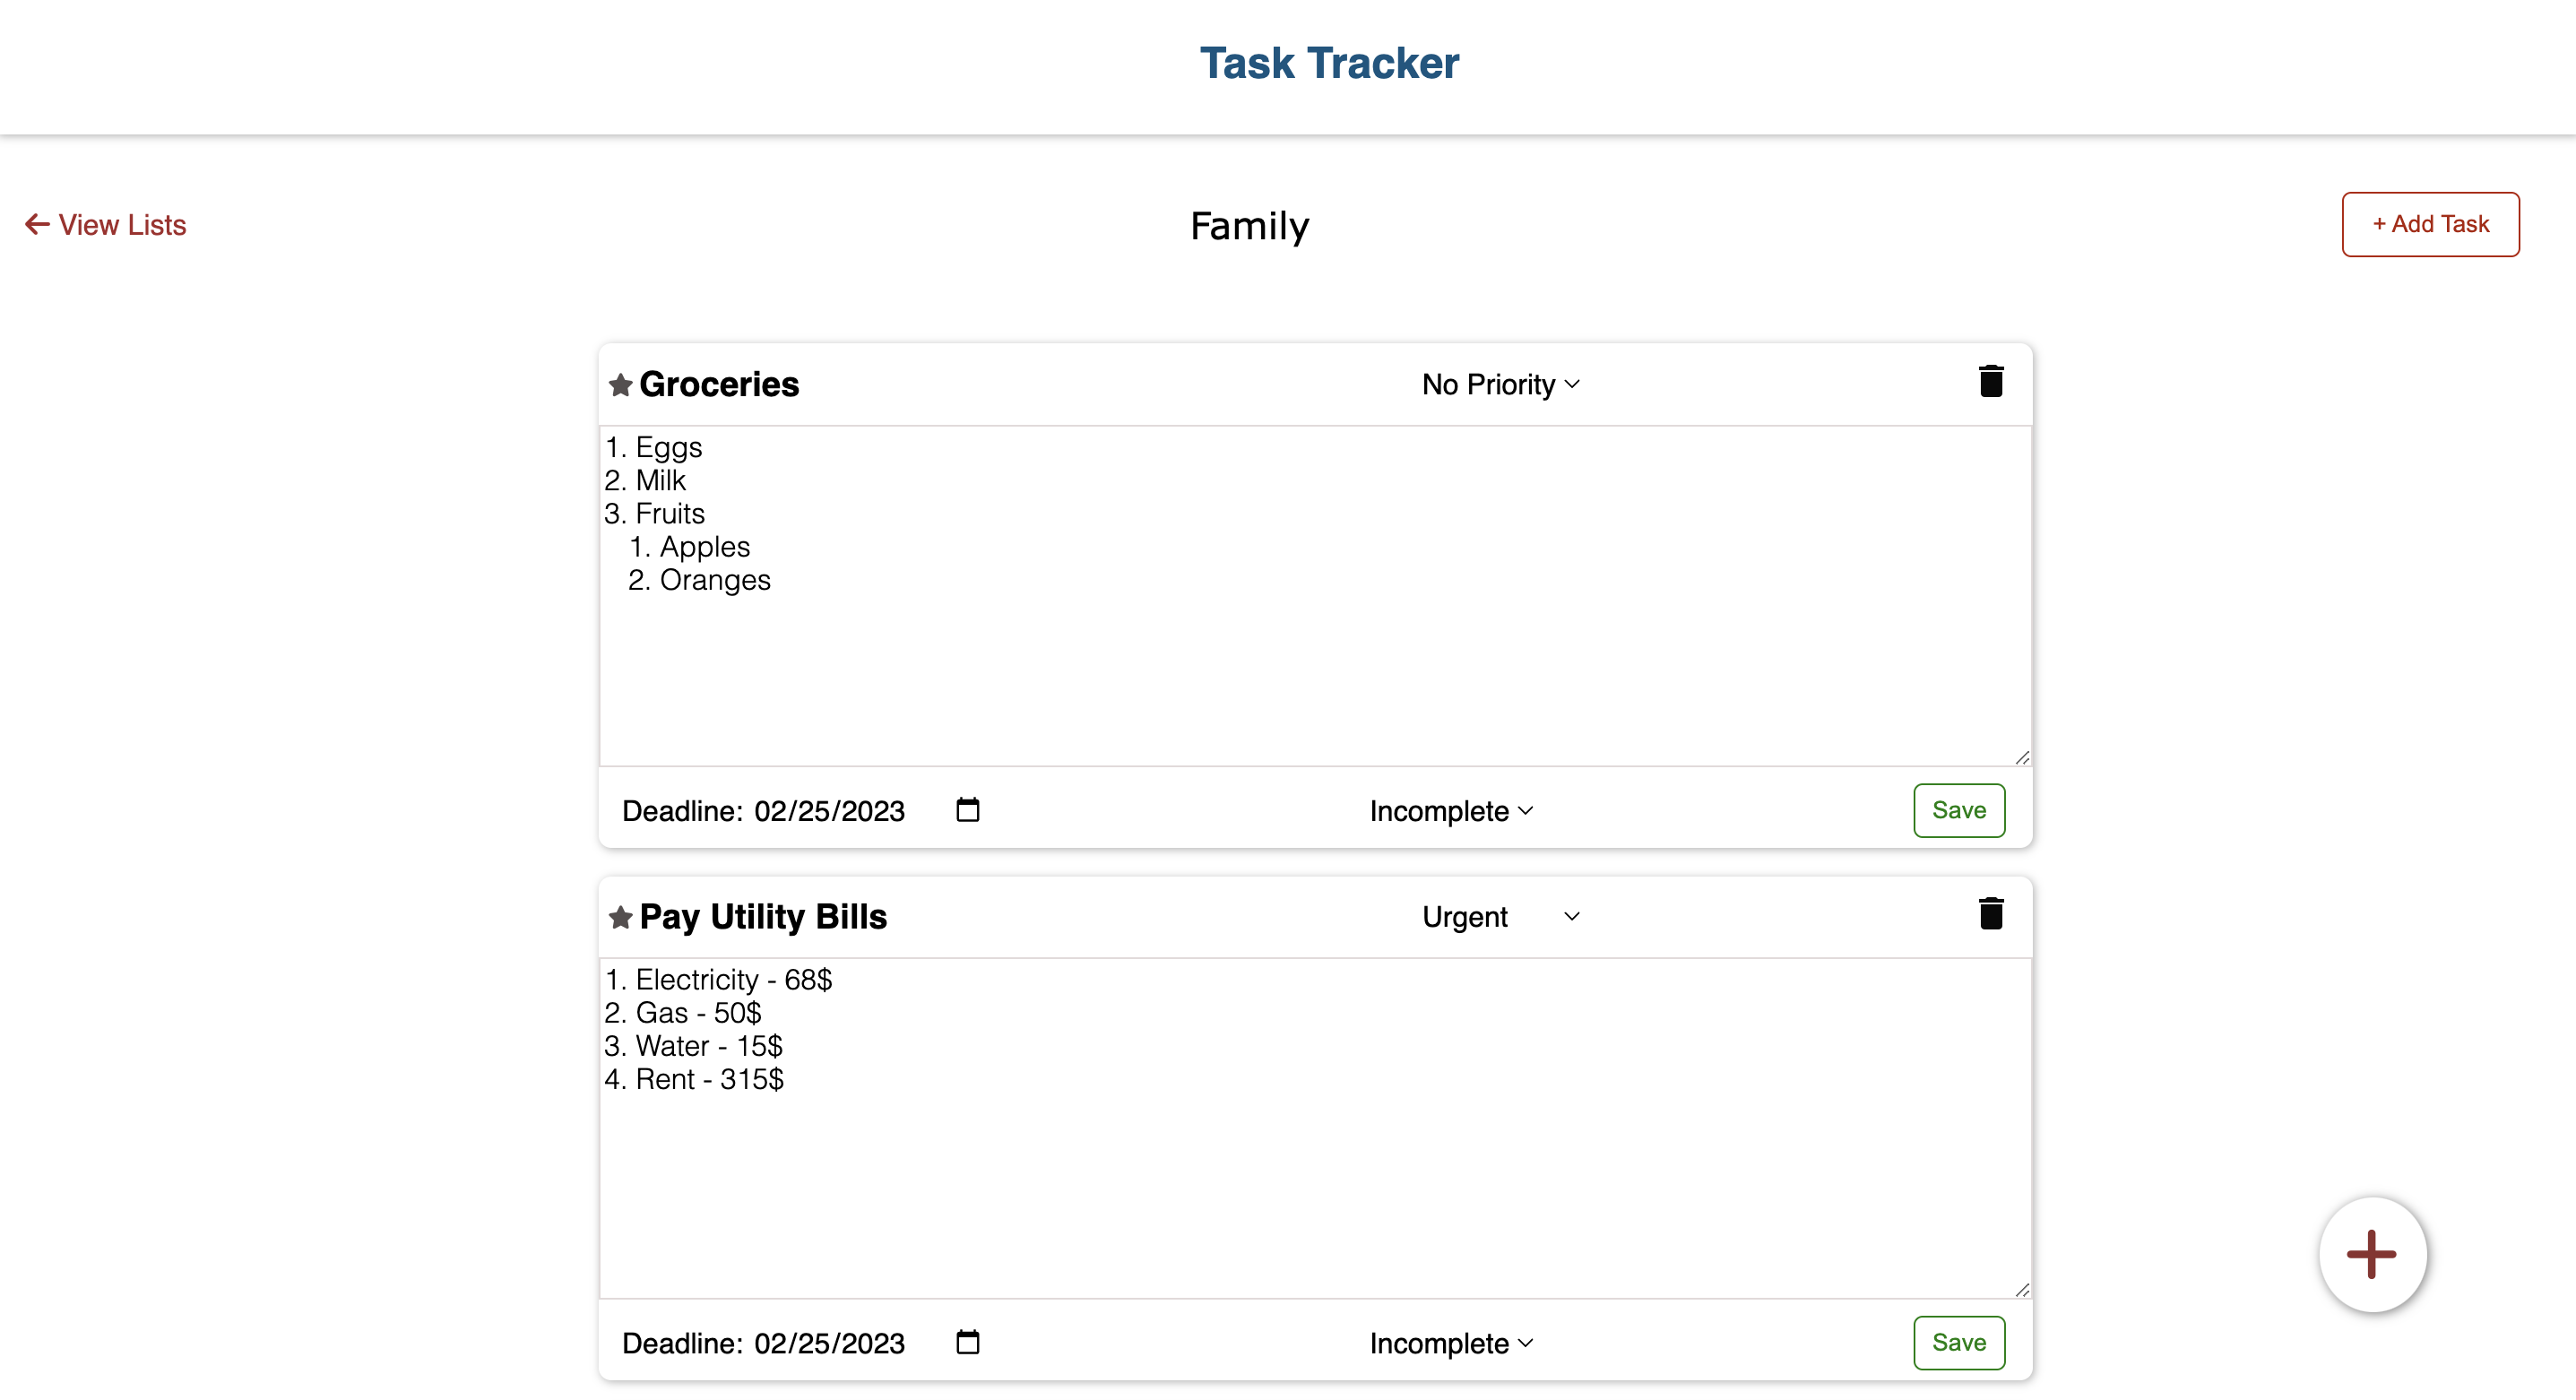 Task Tracker
← View Lists
Family
+ Add Task
Groceries
No Priority
1. Eggs
2. Milk
3. Fruits
1. Apples
2. Oranges
Deadline: 02/25/2023
Incomplete
Save
Pay Utility Bills
Urgent
1. Electricity - 68$
2. Gas - 50$
3. Water - 15$
4. Rent - 315$
Deadline: 02/25/2023
Incomplete
Save